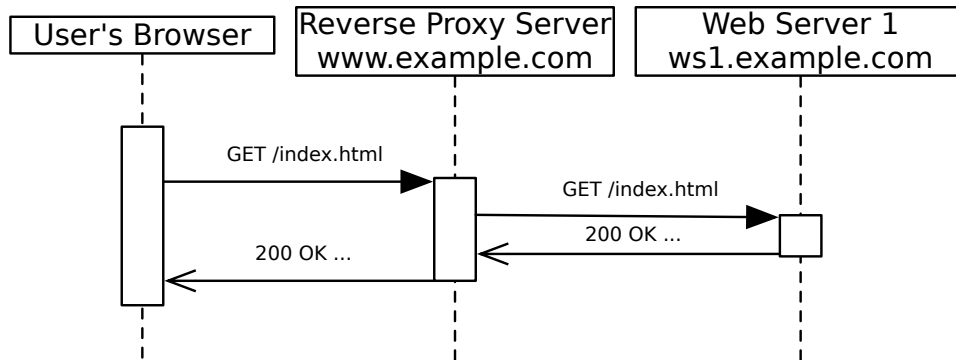 User's Browser
Reverse Proxy Server
www.example.com
Web Server 1
ws1.example.com
GET /index.html
GET /index.html
200 OK ...
200 OK ...